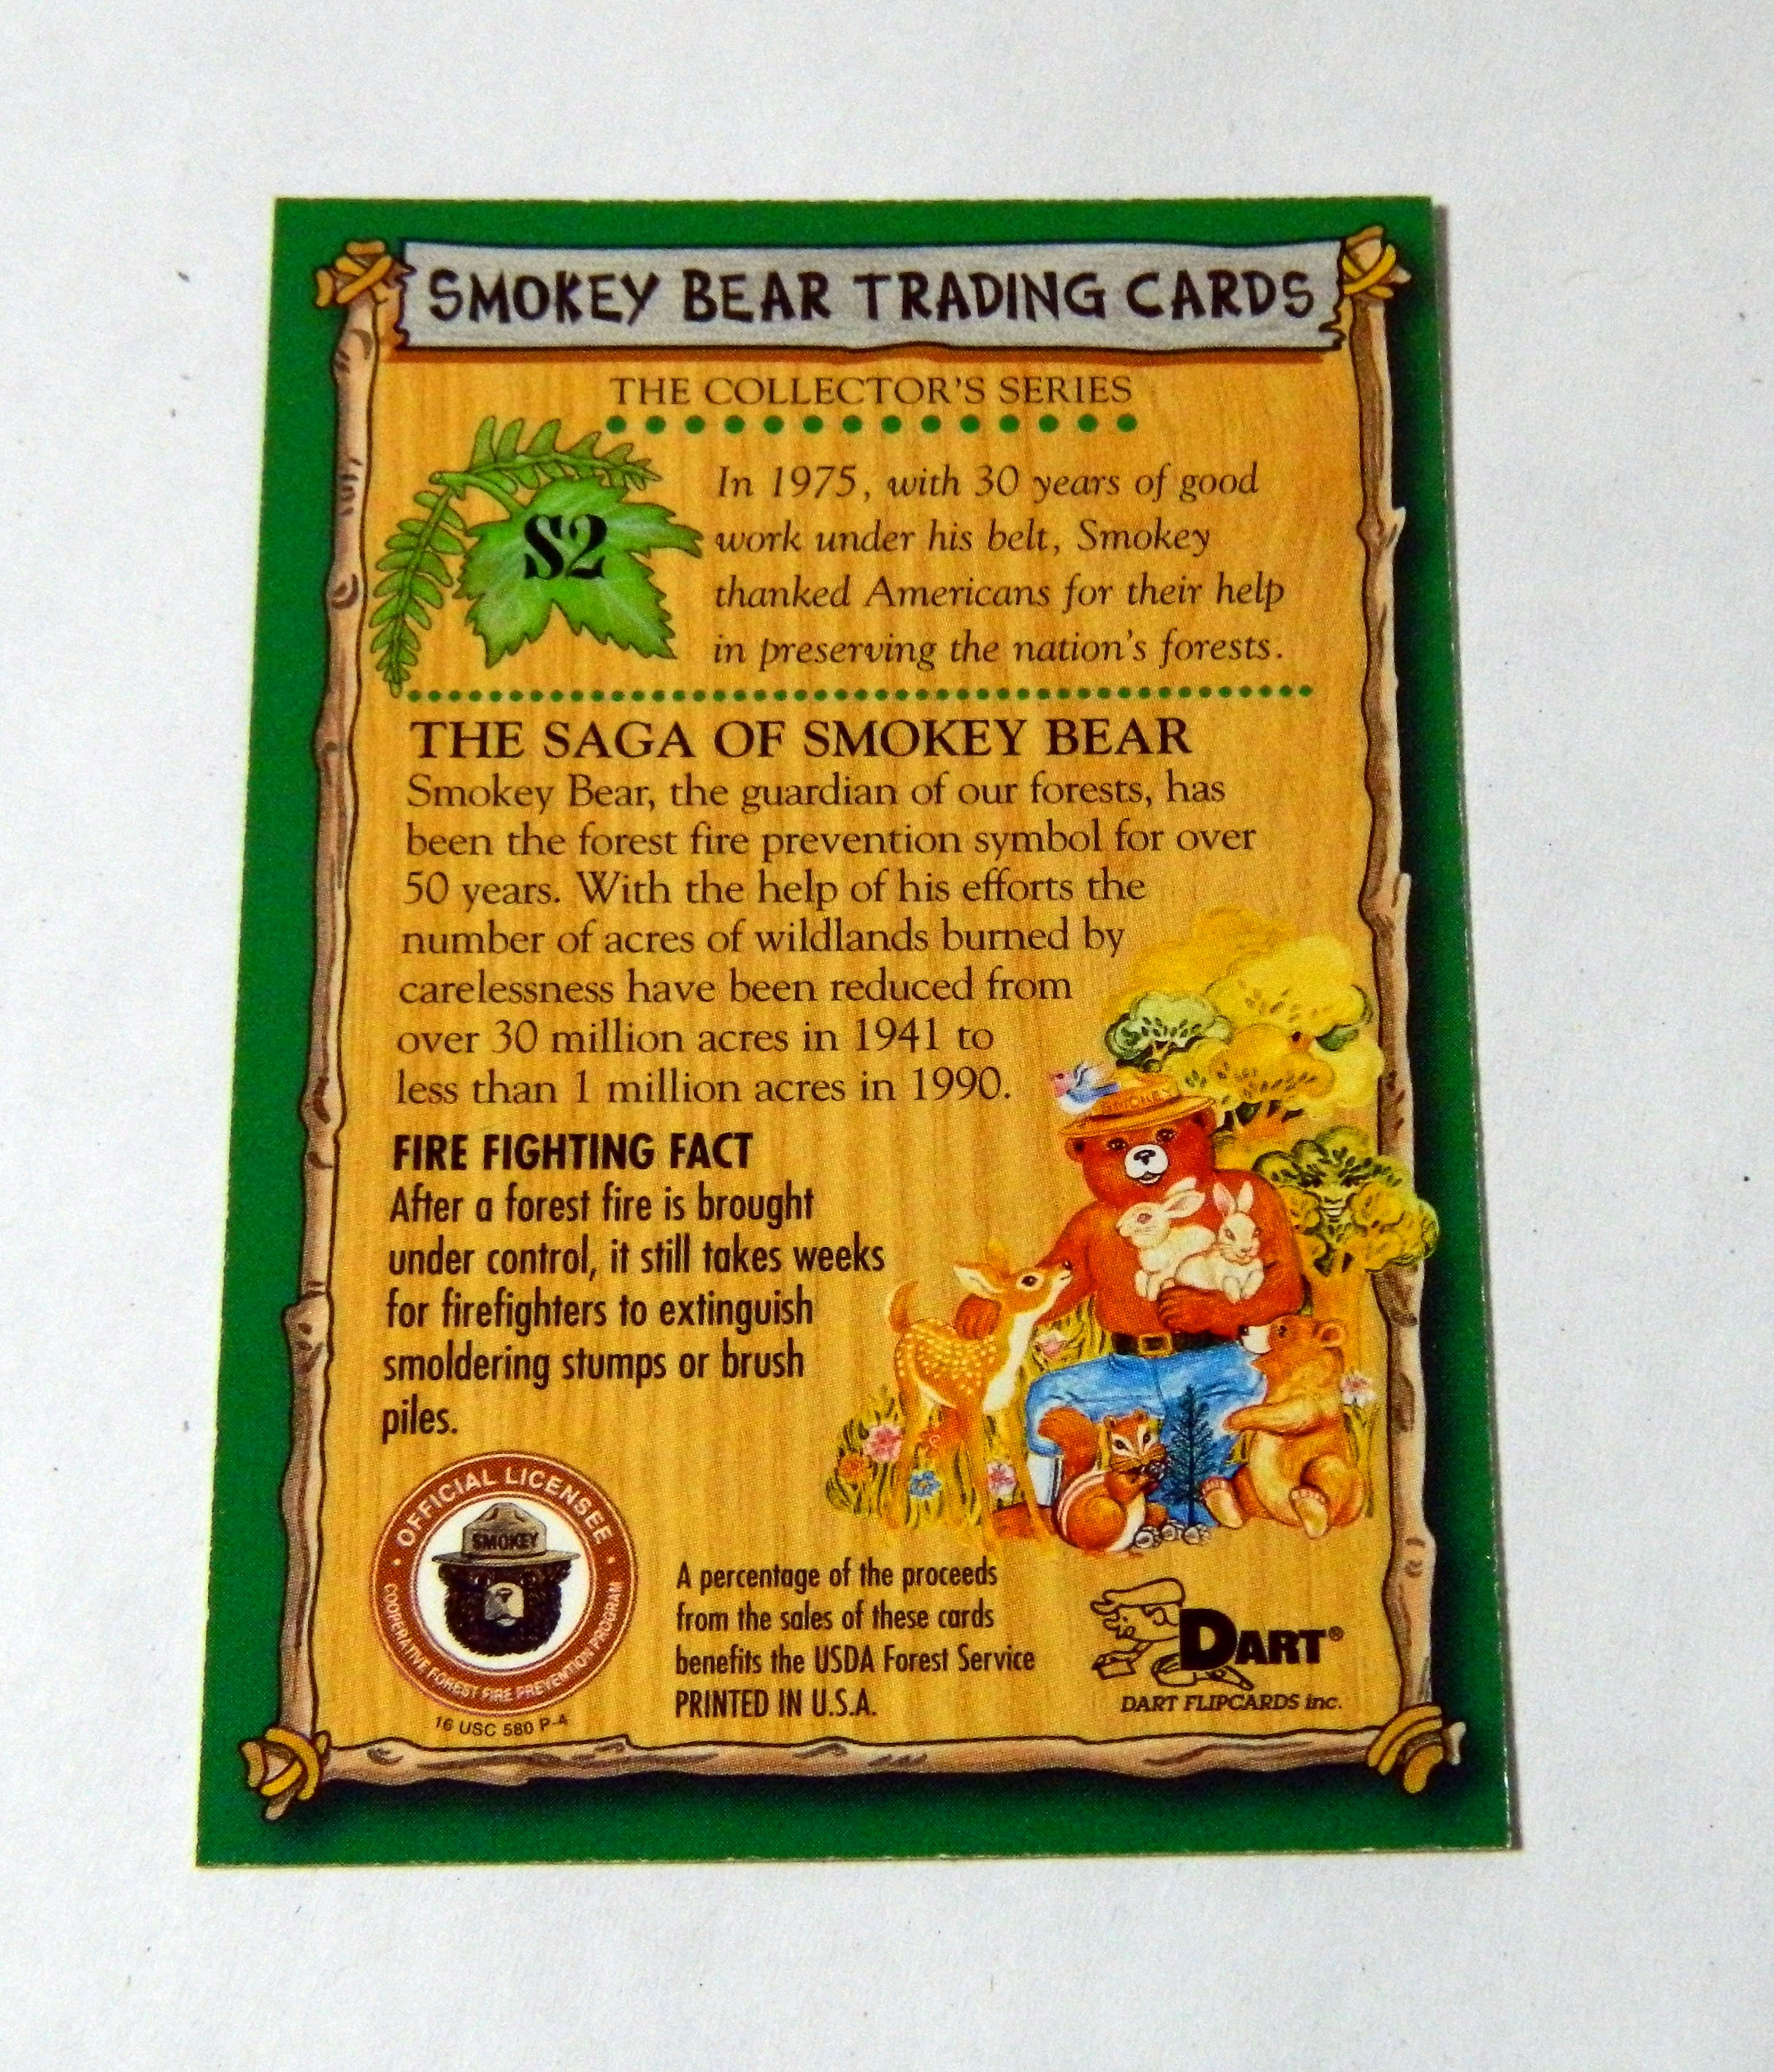 SMOKEY BEAR TRADING CARDS
THE COLLECTOR'S SERIES
S2
In 1975, with 30 years of good
work under his belt, Smokey
thanked Americans for their help
in preserving the nation's forests.
THE SAGA OF SMOKEY BEAR
Smokey Bear, the guardian of our forests, has
been the forest fire prevention symbol for over
50 years. With the help of his efforts the
number of acres of wildlands burned by
carelessness have been reduced from
over 30 million acres in 1941 to
less than 1 million acres in 1990.
SMOKEY
FIRE FIGHTING FACT
After a forest fire is brought
under control, it still takes weeks
for firefighters to extinguish
smoldering stumps or brush
piles.
• OFFICIAL LICENSEE •
SMOKEY
COOPERATIVE FOREST FIRE PREVENTION PROGRAM
16 USC 580 P-4
A percentage of the proceeds
from the sales of these cards
benefits the USDA Forest Service
PRINTED IN U.S.A.
DART®
DART FLIPCARDS inc.